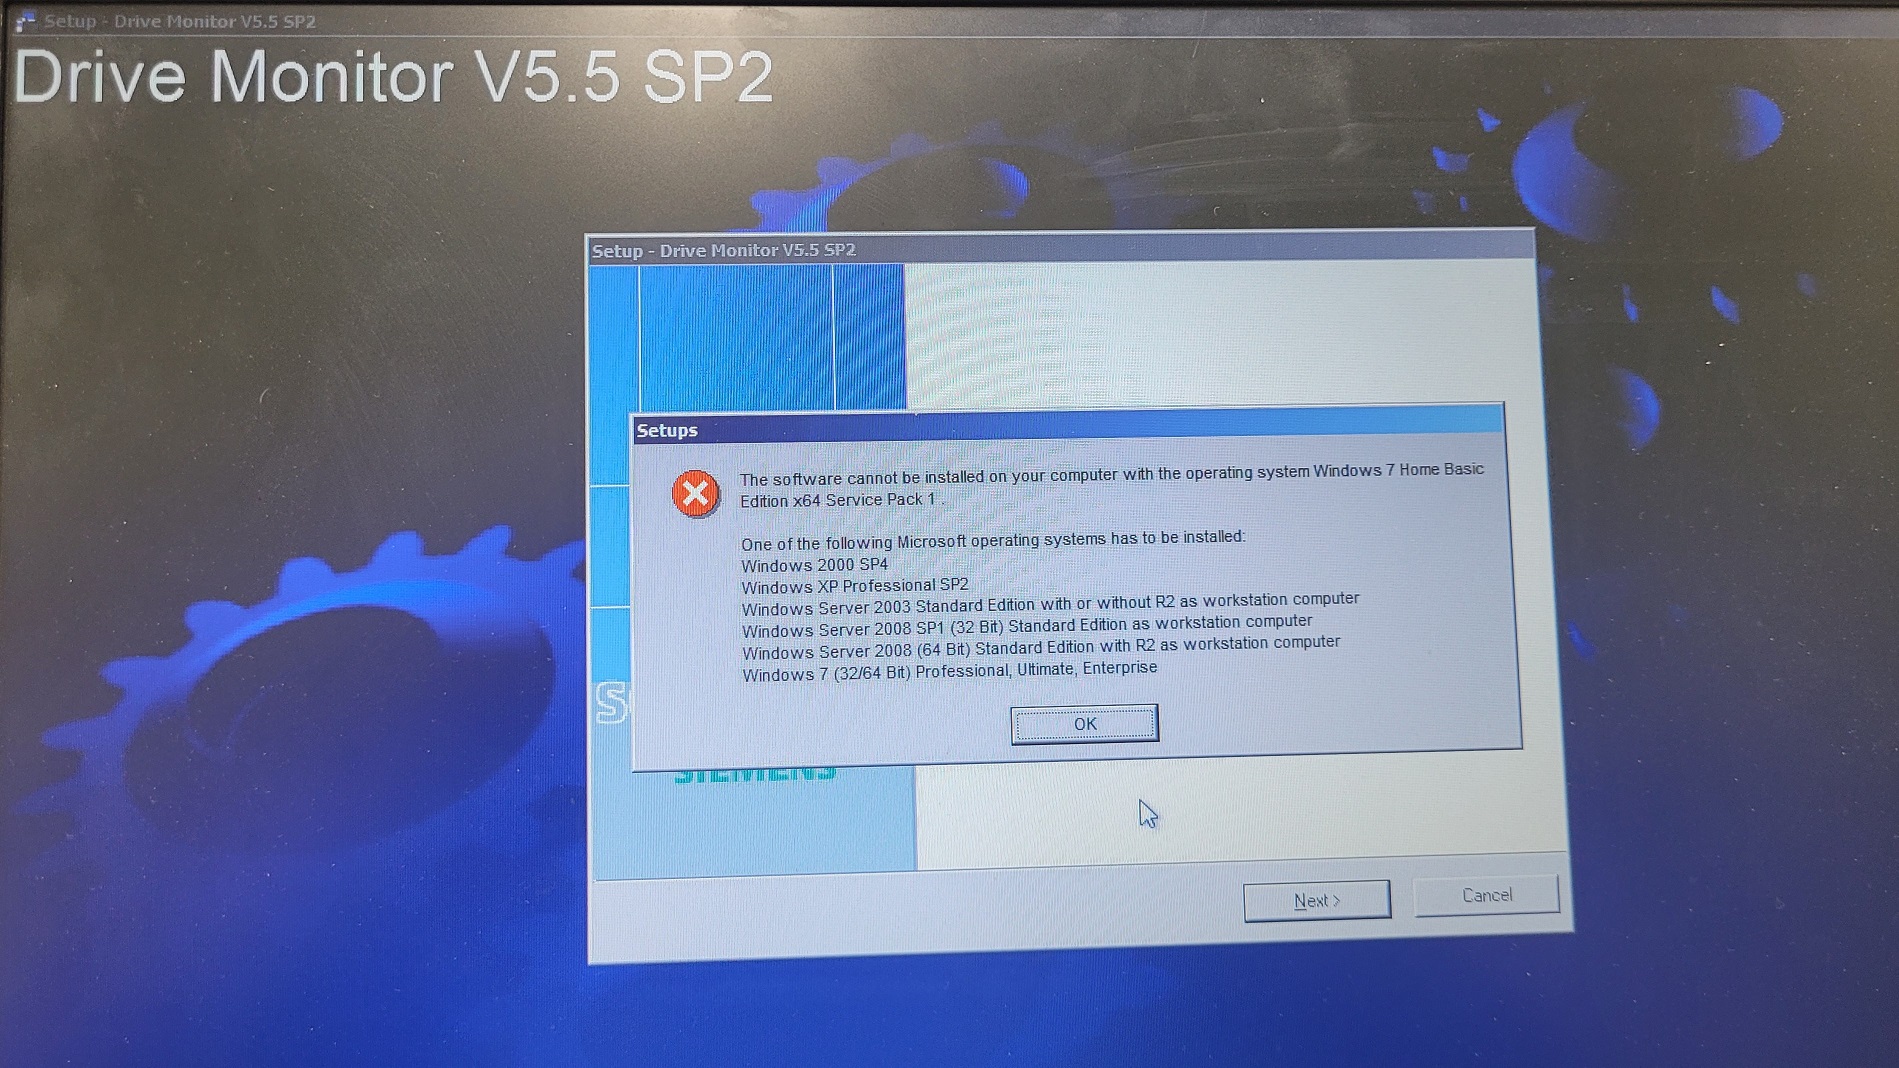 Setup - Drive Monitor V5.5 SP2
Drive Monitor V5.5 SP2
Setup - Drive Monitor V5.5 SP2
Setups
The software cannot be installed on your computer with the operating system Windows 7 Home Basic
Edition x64 Service Pack 1 .
One of the following Microsoft operating systems has to be installed:
Windows 2000 SP4
Windows XP Professional SP2
Windows Server 2003 Standard Edition with or without R2 as workstation computer
Windows Server 2008 SP1 (32 Bit) Standard Edition as workstation computer
Windows Server 2008 (64 Bit) Standard Edition with R2 as workstation computer
Windows 7 (32/64 Bit) Professional, Ultimate, Enterprise
OK
S
SIEMENS
Next >
Cancel